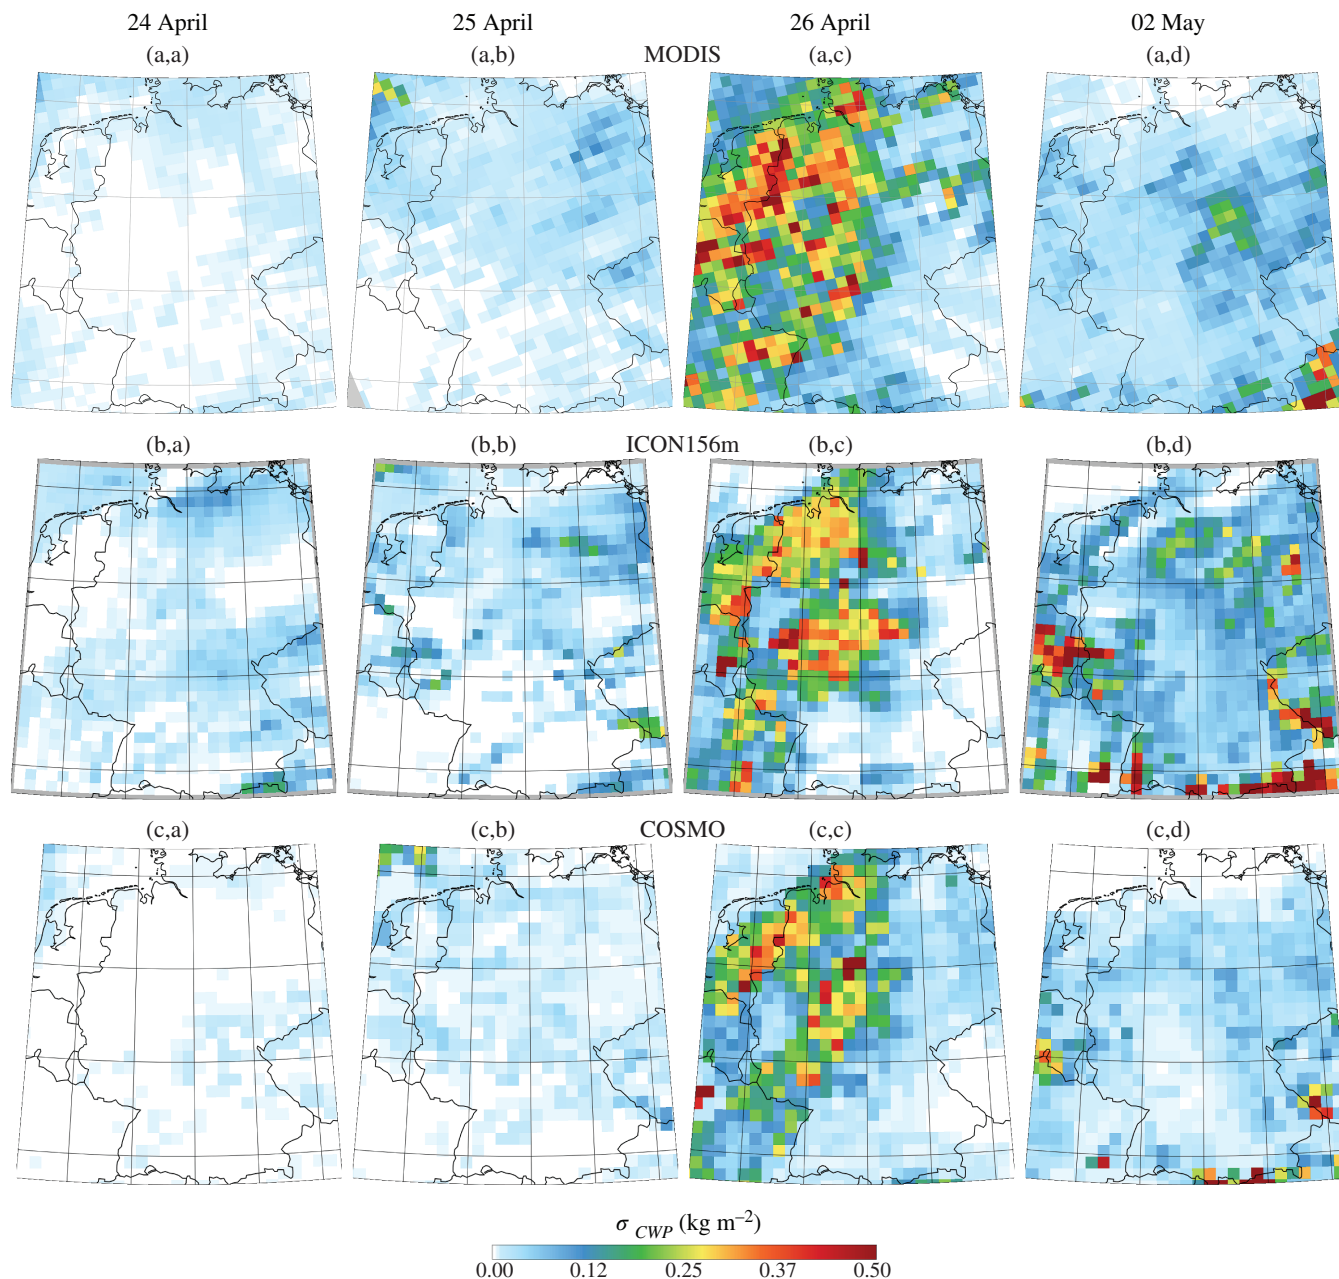 24 April 25 April 26 April 02 May
(a,a) (a,b) MODIS (a,c) (a,d)
(b,a) (b,b) ICON156m (b,c) (b,d)
(c,a) (c,b) COSMO (c,c) (c,d)
σ CWP (kg m⁻²)
0.00 0.12 0.25 0.37 0.50